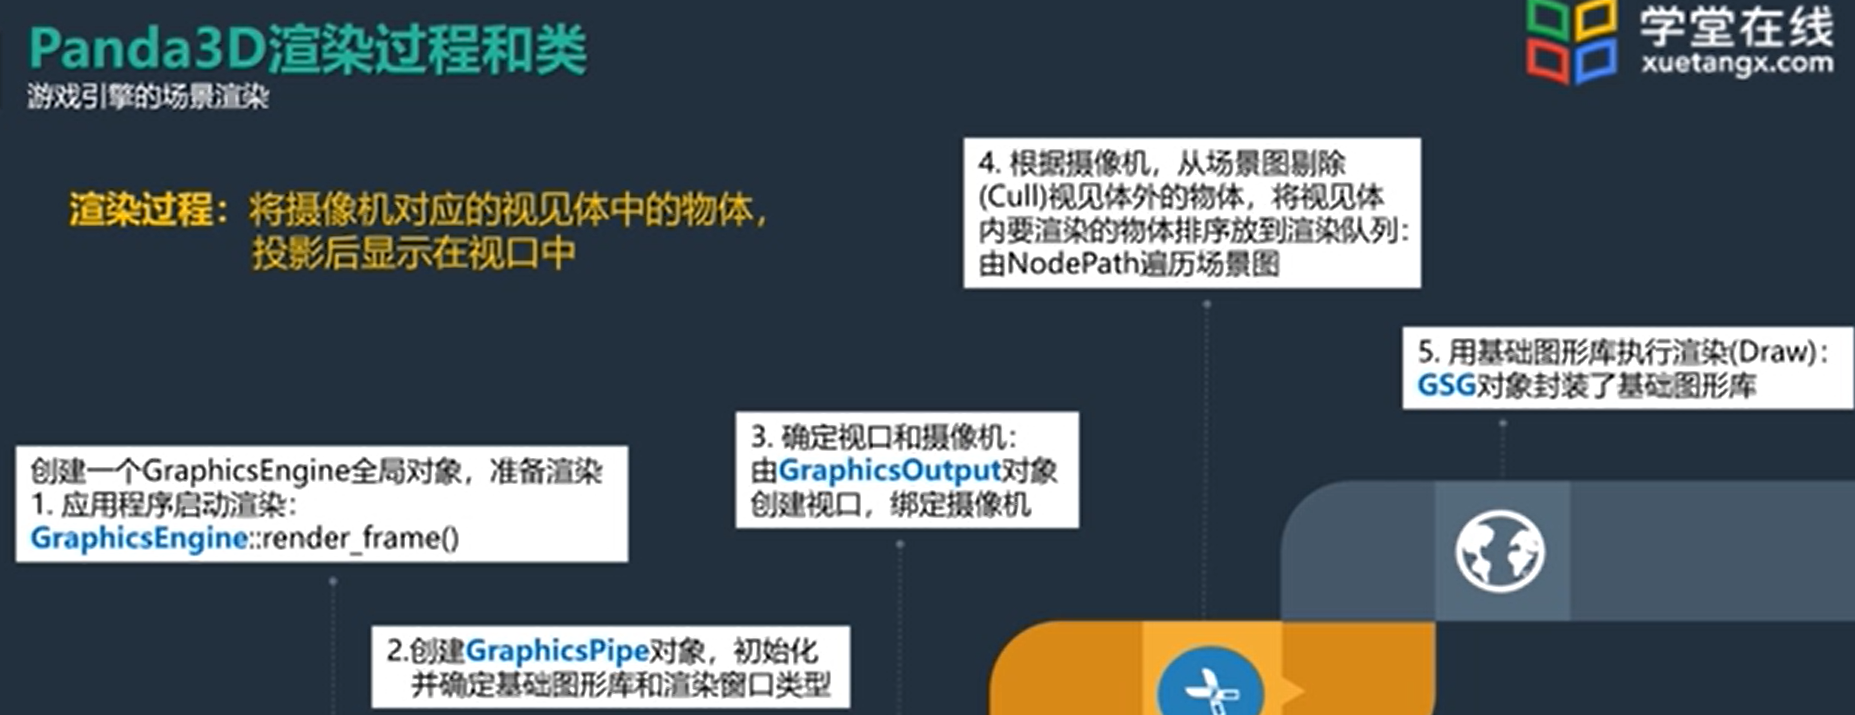 Panda3D渲染过程和类
游戏引擎的场景渲染
学堂在线
xuetangx.com
渲染过程：将摄像机对应的视见体中的物体，
投影后显示在视口中
创建一个GraphicsEngine全局对象，准备渲染
1. 应用程序启动渲染：
GraphicsEngine::render_frame()
2.创建GraphicsPipe对象，初始化
并确定基础图形库和渲染窗口类型
3. 确定视口和摄像机：
由GraphicsOutput对象
创建视口，绑定摄像机
4. 根据摄像机，从场景图剔除
(Cull)视见体外的物体，将视见体
内要渲染的物体排序放到渲染队列：
由NodePath遍历场景图
5. 用基础图形库执行渲染(Draw)：
GSG对象封装了基础图形库